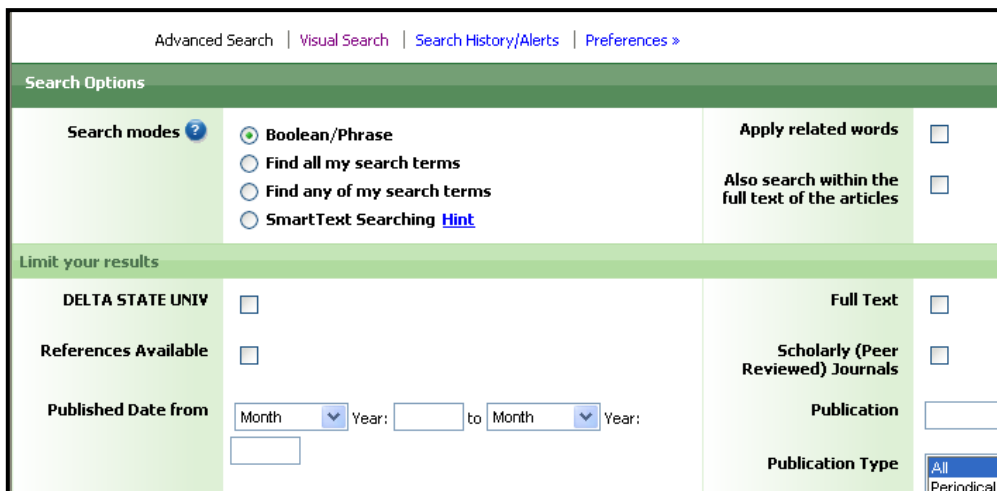 Advanced Search | Visual Search | Search History/Alerts | Preferences »
Search Options
Search modes ?
Boolean/Phrase
Find all my search terms
Find any of my search terms
SmartText Searching Hint
Apply related words
Also search within the
full text of the articles
Limit your results
DELTA STATE UNIV
Full Text
References Available
Scholarly (Peer
Reviewed) Journals
Published Date from
Month Year: to Month Year:
Publication
Publication Type
All
Periodical